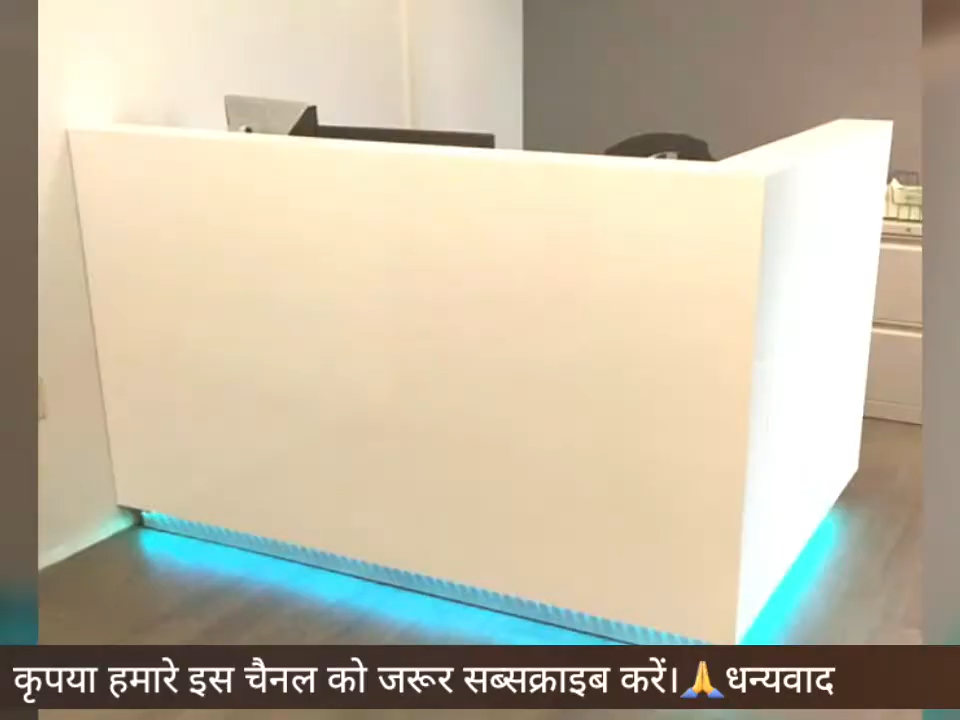 कृपया हमारे इस चैनल को जरूर सब्सक्राइब करें।🙏धन्यवाद